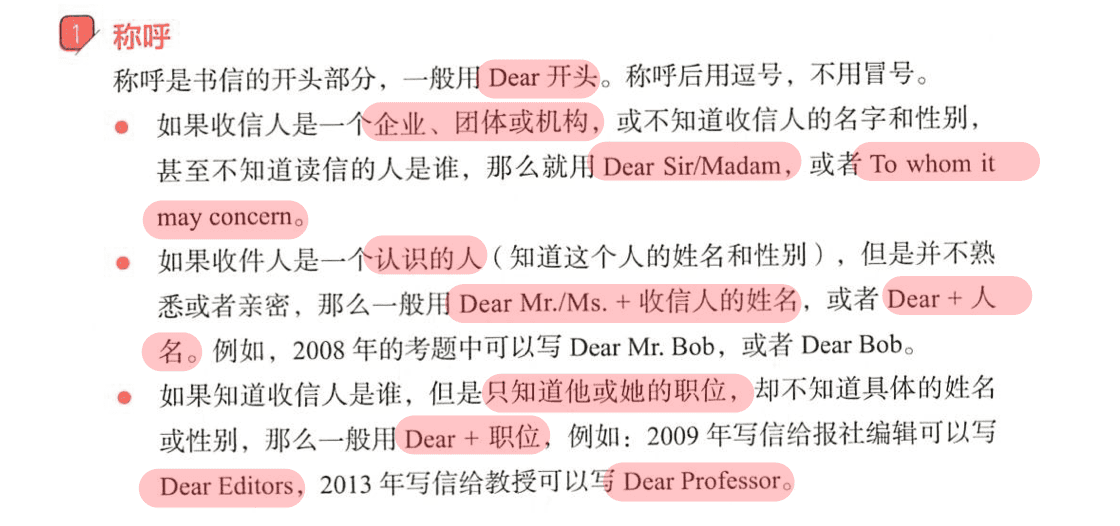 1 称呼
称呼是书信的开头部分，一般用 Dear 开头。称呼后用逗号，不用冒号。
● 如果收信人是一个企业、团体或机构，或不知道收信人的名字和性别，
甚至不知道读信的人是谁，那么就用 Dear Sir/Madam，或者 To whom it
may concern。
● 如果收件人是一个认识的人（知道这个人的姓名和性别），但是并不熟
悉或者亲密，那么一般用 Dear Mr./Ms. + 收信人的姓名，或者 Dear + 人
名。例如，2008 年的考题中可以写 Dear Mr. Bob，或者 Dear Bob。
● 如果知道收信人是谁，但是只知道他或她的职位，却不知道具体的姓名
或性别，那么一般用 Dear + 职位，例如：2009 年写信给报社编辑可以写
Dear Editors，2013 年写信给教授可以写 Dear Professor。